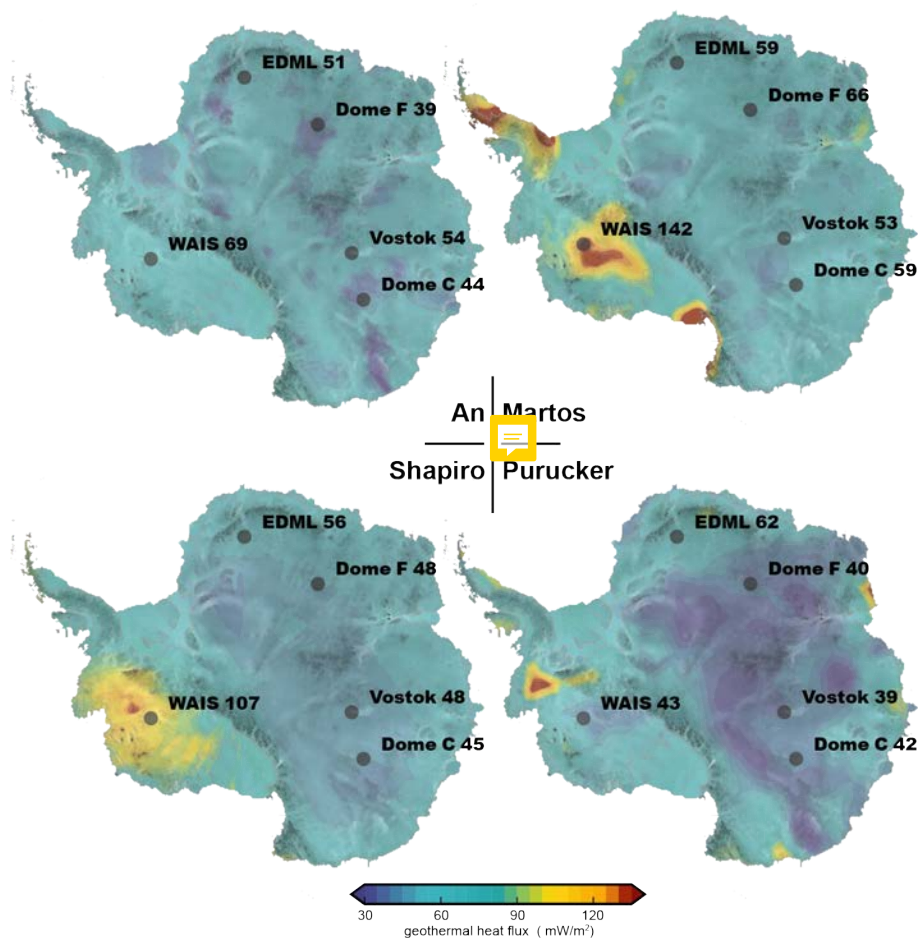 EDML 51
Dome F 39
WAIS 69
Vostok 54
Dome C 44
EDML 59
Dome F 66
WAIS 142
Vostok 53
Dome C 59
An
Martos
Shapiro
Purucker
EDML 56
Dome F 48
WAIS 107
Vostok 48
Dome C 45
EDML 62
Dome F 40
WAIS 43
Vostok 39
Dome C 42
30 60 90 120
geothermal heat flux ( mW/m²)